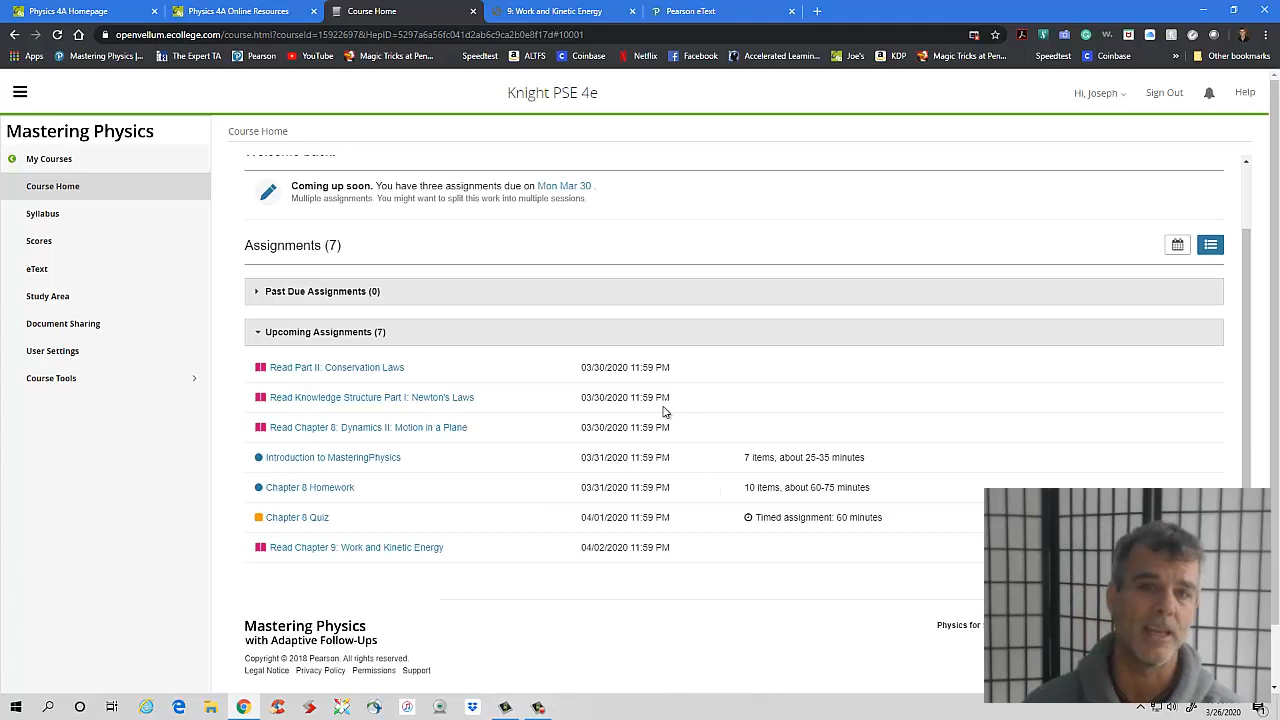 Physics 4A Homepage
Physics 4A Online Resources
Course Home
9: Work and Kinetic Energy
Pearson eText
openvellum.ecollege.com/course.html?courseId=15922697&HepID=5297a6a56fc041d2ab6c9ca2b0e8f17d#10001
Apps
Mastering Physics |...
The Expert TA
Pearson
YouTube
Magic Tricks at Pen...
Speedtest
ALTFS
Coinbase
Netflix
Facebook
Accelerated Learnin...
Joe's
KDP
Magic Tricks at Pen...
Speedtest
Coinbase
»
Other bookmarks
Knight PSE 4e
Hi, Joseph
Sign Out
Help
Mastering Physics
Course Home
My Courses
Course Home
Syllabus
Scores
eText
Study Area
Document Sharing
User Settings
Course Tools
Welcome back.
Coming up soon. You have three assignments due on Mon Mar 30 .
Multiple assignments. You might want to split this work into multiple sessions.
Assignments (7)
Past Due Assignments (0)
Upcoming Assignments (7)
Read Part II: Conservation Laws 03/30/2020 11:59 PM
Read Knowledge Structure Part I: Newton's Laws 03/30/2020 11:59 PM
Read Chapter 8: Dynamics II: Motion in a Plane 03/30/2020 11:59 PM
Introduction to MasteringPhysics 03/31/2020 11:59 PM 7 items, about 25-35 minutes
Chapter 8 Homework 03/31/2020 11:59 PM 10 items, about 60-75 minutes
Chapter 8 Quiz 04/01/2020 11:59 PM Timed assignment: 60 minutes
Read Chapter 9: Work and Kinetic Energy 04/02/2020 11:59 PM
Mastering Physics
with Adaptive Follow-Ups
Physics for
Copyright © 2018 Pearson. All rights reserved.
Legal Notice Privacy Policy Permissions Support
3/26/2020